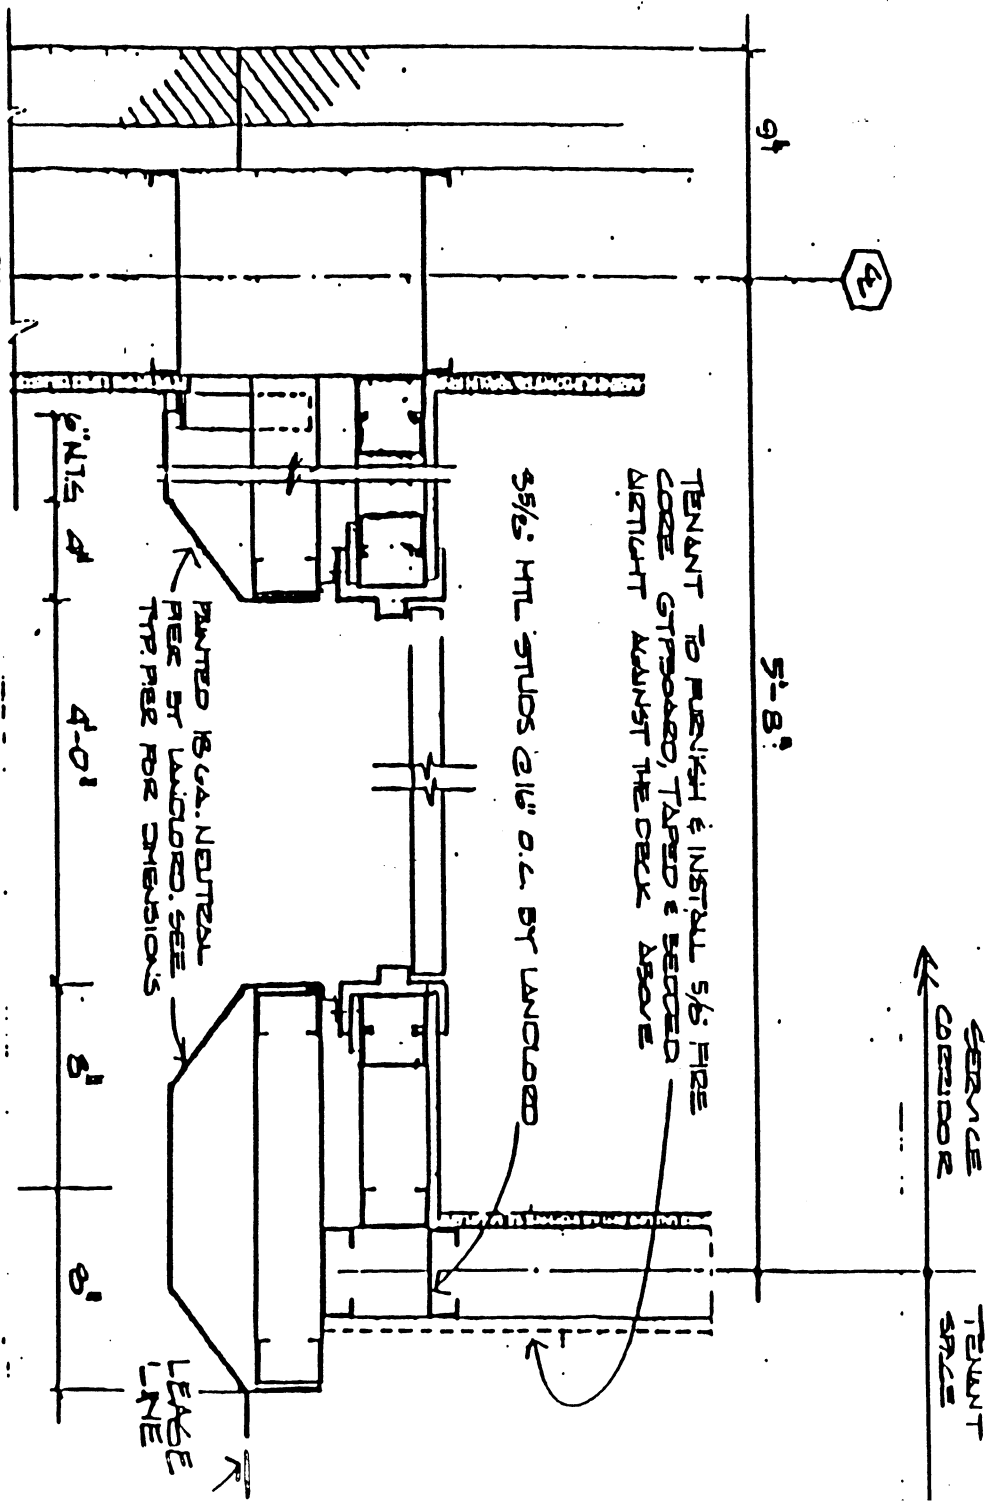 SERVICE
CORRIDOR
TENANT
SPACE
℄
9"
5'-8"
TENANT TO FURNISH & INSTALL 5/8" FIRE
CORE GYPBOARD, TAPED & BEDDED
AIRTIGHT AGAINST THE DECK ABOVE
3 5/8" MTL STUDS @ 16" O.C. BY LANDLORD
PAINTED 18 GA. NEUTRAL
PIER BY LANDLORD. SEE
TYP. PIER FOR DIMENSIONS
LEASE
LINE
6" N.T.S
4"
4'-0"
8"
8"